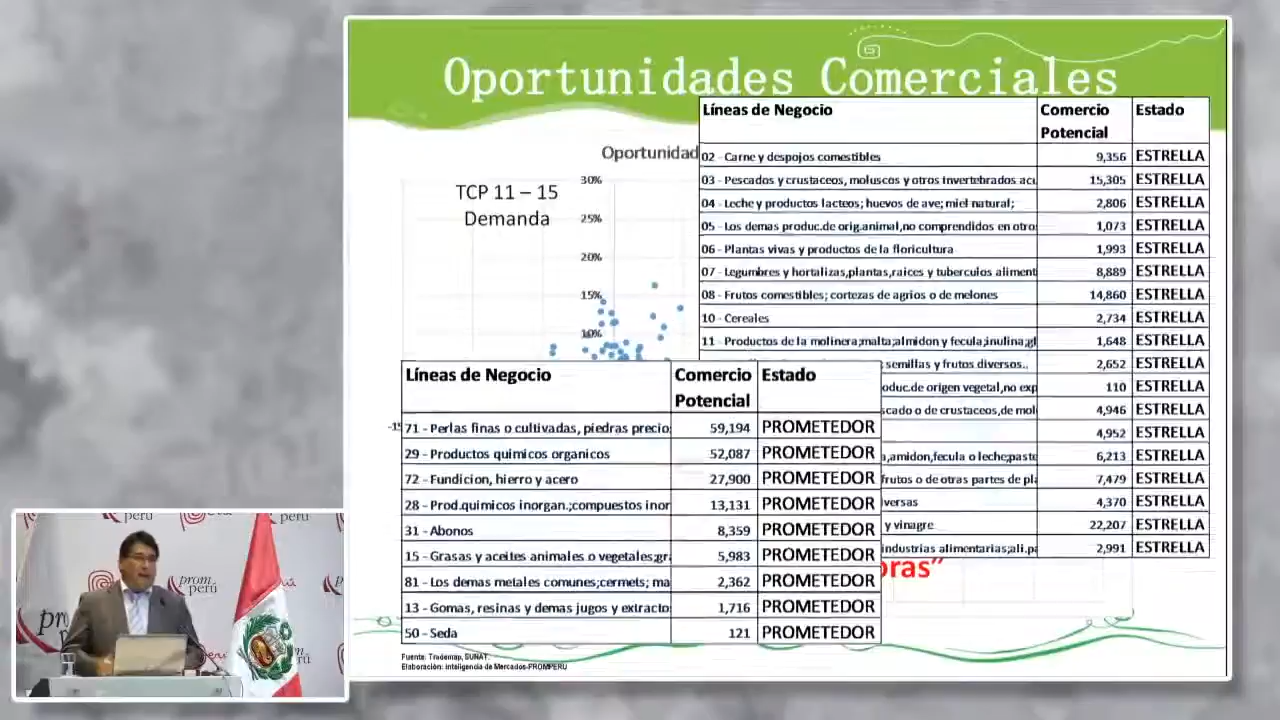 Oportunidades Comerciales
Líneas de Negocio Comercio Potencial Estado
02 - Carne y despojos comestibles 9,356 ESTRELLA
03 - Pescados y crustaceos, moluscos y otros invertebrados acu 15,305 ESTRELLA
04 - Leche y productos lacteos; huevos de ave; miel natural; 2,806 ESTRELLA
05 - Los demas produc.de orig.animal,no comprendidos en otro 1,073 ESTRELLA
06 - Plantas vivas y productos de la floricultura 1,993 ESTRELLA
07 - Legumbres y hortalizas,plantas,raices y tuberculos aliment 8,889 ESTRELLA
08 - Frutos comestibles; cortezas de agrios o de melones 14,860 ESTRELLA
10 - Cereales 2,734 ESTRELLA
11 - Productos de la molinera;malta;almidon y fecula;inulina;gl 1,648 ESTRELLA
semillas y frutos diversos.. 2,652 ESTRELLA
oduc.de origen vegetal,no exp 110 ESTRELLA
scado o de crustaceos,de mol 4,946 ESTRELLA
4,952 ESTRELLA
a,amidon,fecula o leche;paste 6,213 ESTRELLA
frutos o de otras partes de pla 7,479 ESTRELLA
versas 4,370 ESTRELLA
y vinagre 22,207 ESTRELLA
industrias alimentarias;ali.pa 2,991 ESTRELLA
Oportunidad
TCP 11 – 15
Demanda
30%
25%
20%
15%
10%
-15
Líneas de Negocio Comercio Potencial Estado
71 - Perlas finas o cultivadas, piedras precio 59,194 PROMETEDOR
29 - Productos quimicos organicos 52,087 PROMETEDOR
72 - Fundicion, hierro y acero 27,900 PROMETEDOR
28 - Prod.quimicos inorgan.;compuestos inor 13,131 PROMETEDOR
31 - Abonos 8,359 PROMETEDOR
15 - Grasas y aceites animales o vegetales;gra 5,983 PROMETEDOR
81 - Los demas metales comunes;cermets; ma 2,362 PROMETEDOR
13 - Gomas, resinas y demas jugos y extracto 1,716 PROMETEDOR
50 - Seda 121 PROMETEDOR
oras”
Fuente: Trademap, SUNAT.
Elaboración: Inteligencia de Mercados-PROMPERU
perú
prom
perú